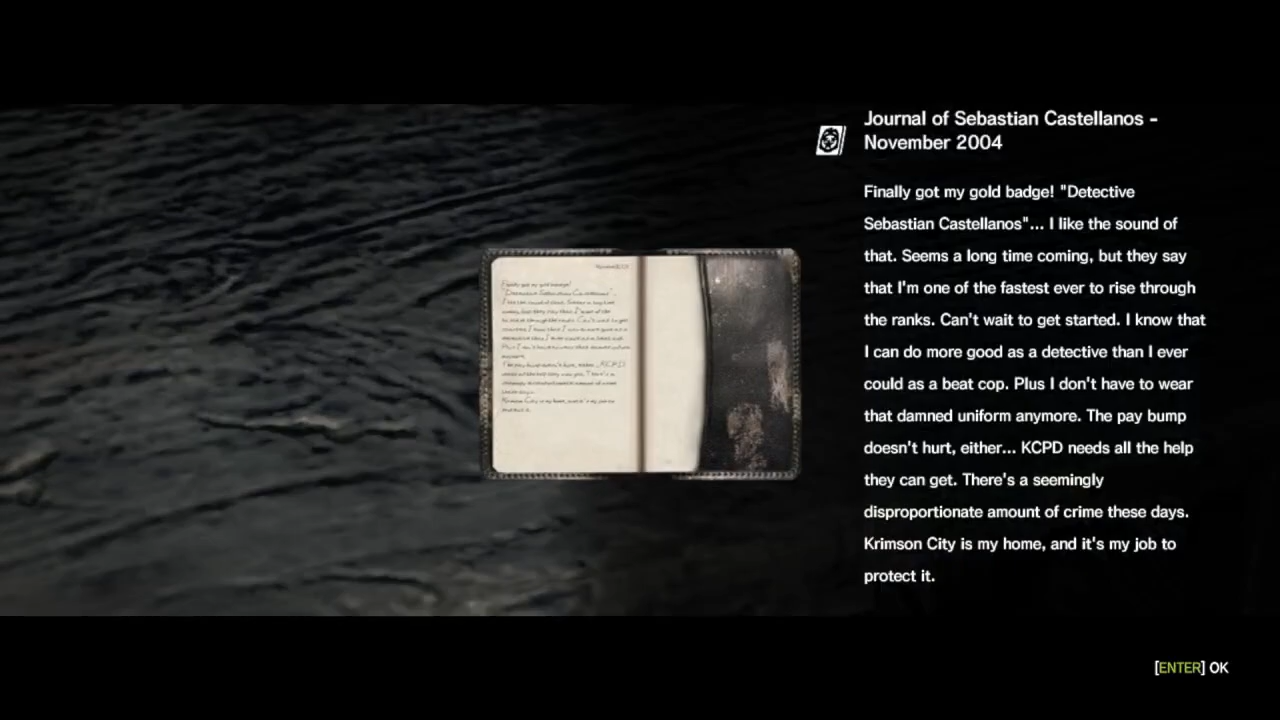 Journal of Sebastian Castellanos -
November 2004
Finally got my gold badge! "Detective
Sebastian Castellanos"... I like the sound of
that. Seems a long time coming, but they say
that I'm one of the fastest ever to rise through
the ranks. Can't wait to get started. I know that
I can do more good as a detective than I ever
could as a beat cop. Plus I don't have to wear
that damned uniform anymore. The pay bump
doesn't hurt, either... KCPD needs all the help
they can get. There's a seemingly
disproportionate amount of crime these days.
Krimson City is my home, and it's my job to
protect it.
[ENTER] OK